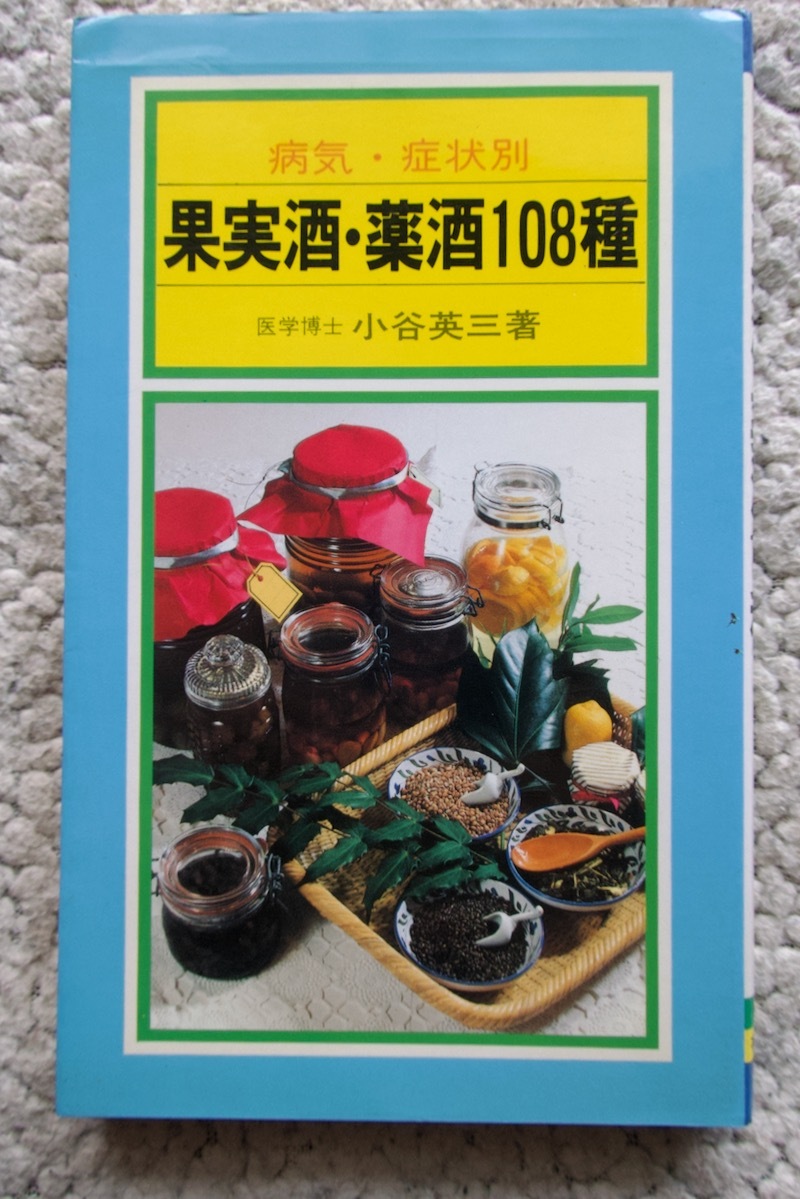 病気・症状別
果実酒・薬酒108種
医学博士 小谷英三著